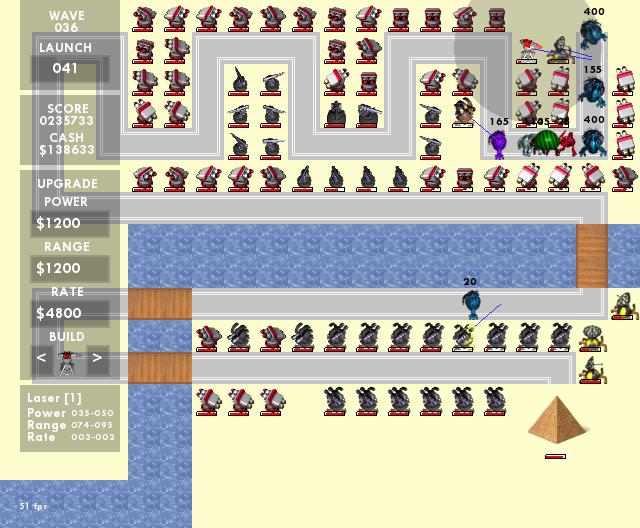 WAVE
036
LAUNCH
041
SCORE
0235733
CASH
$138633
UPGRADE
POWER
$1200
RANGE
$1200
RATE
$4800
BUILD
< >
Laser [1]
Power 035-050
Range 074-095
Rate 003-002
51 fps
400
155
165
400
20